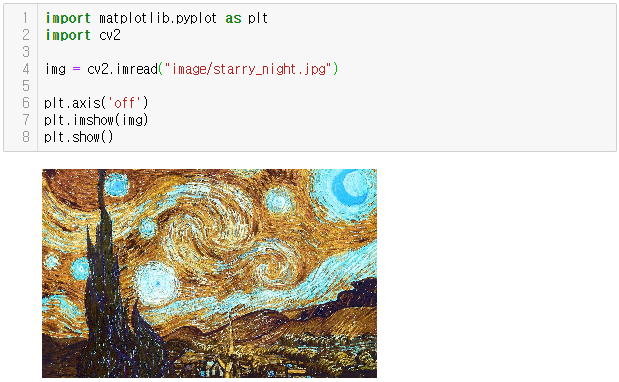 1 import matplotlib.pyplot as plt
2 import cv2
3
4 img = cv2.imread("image/starry_night.jpg")
5
6 plt.axis('off')
7 plt.imshow(img)
8 plt.show()